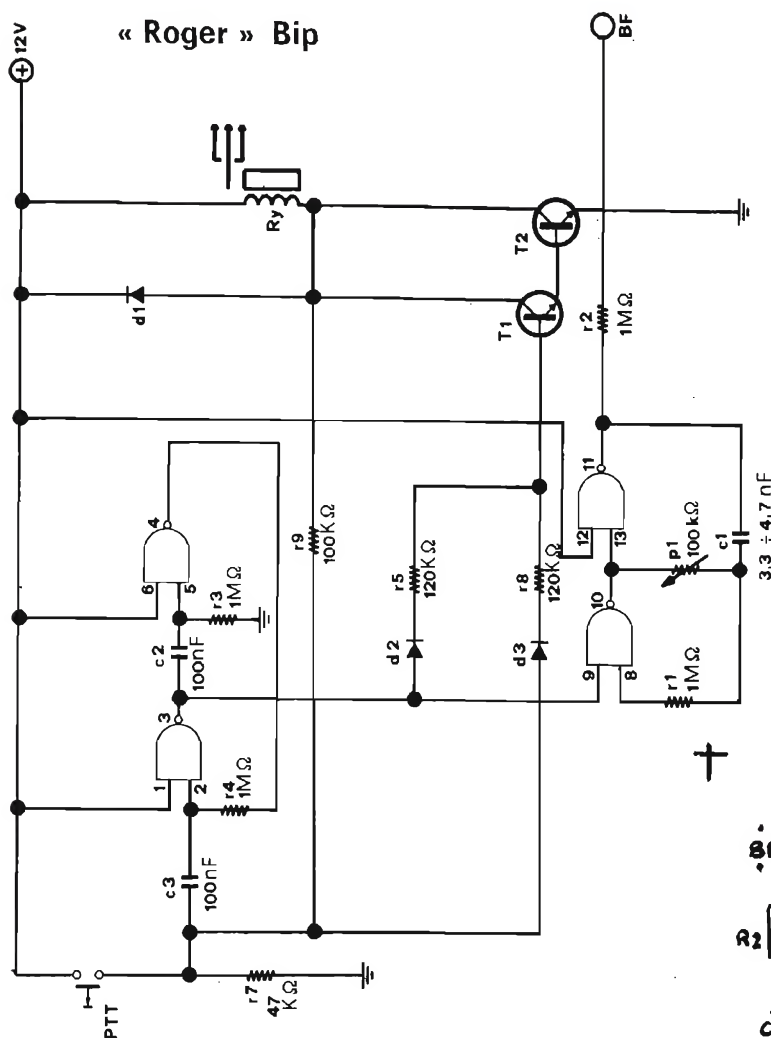 « Roger » Bip
12V
BF
Ry
d1
T2
T1
r2
1MΩ
4
6
5
r3
1MΩ
c2
100nF
3
1
2
r4
1MΩ
c3
100nF
r9
100KΩ
r5
120KΩ
r8
120KΩ
d2
d3
11
12
13
10
9
8
p1
100kΩ
c1
3.3 ÷ 4.7 nF
r1
1MΩ
PTT
r7
47
KΩ
R2